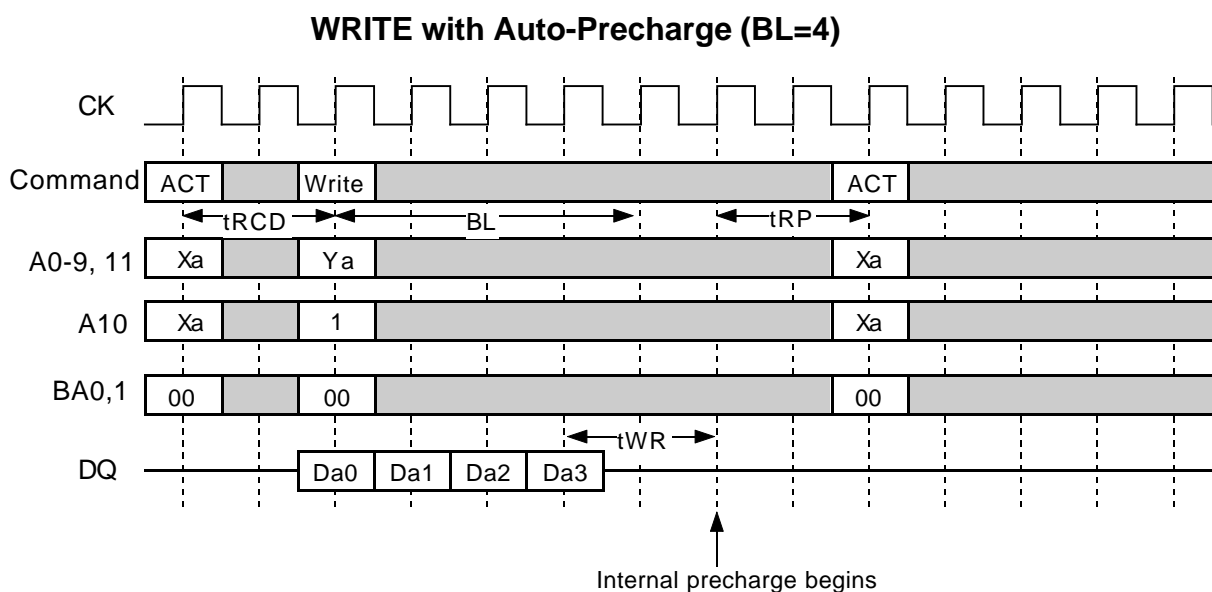 WRITE with Auto-Precharge (BL=4)
CK
Command ACT Write ACT
tRCD BL tRP
A0-9, 11 Xa Ya Xa
A10 Xa 1 Xa
BA0,1 00 00 00
tWR
DQ Da0 Da1 Da2 Da3
Internal precharge begins